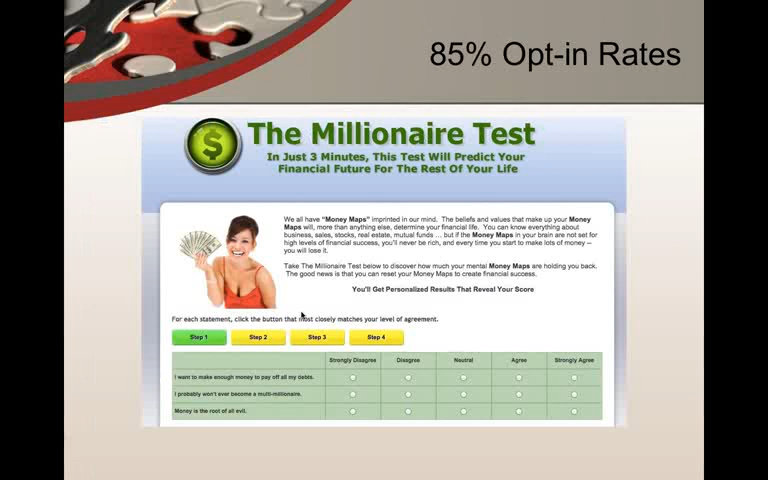 85% Opt-in Rates
$
The Millionaire Test
In Just 3 Minutes, This Test Will Predict Your
Financial Future For The Rest Of Your Life
We all have "Money Maps" imprinted in our mind. The beliefs and values that make up your Money
Maps will, more than anything else, determine your financial life. You can know everything about
business, sales, stocks, real estate, mutual funds ... but if the Money Maps in your brain are not set for
high levels of financial success, you'll never be rich, and every time you start to make lots of money --
you will lose it.
Take The Millionaire Test below to discover how much your mental Money Maps are holding you back.
The good news is that you can reset your Money Maps to create financial success.
You'll Get Personalized Results That Reveal Your Score
For each statement, click the button that most closely matches your level of agreement.
Step 1 Step 2 Step 3 Step 4
Strongly Disagree Disagree Neutral Agree Strongly Agree
I want to make enough money to pay off all my debts.
I probably won't ever become a multi-millionaire.
Money is the root of all evil.